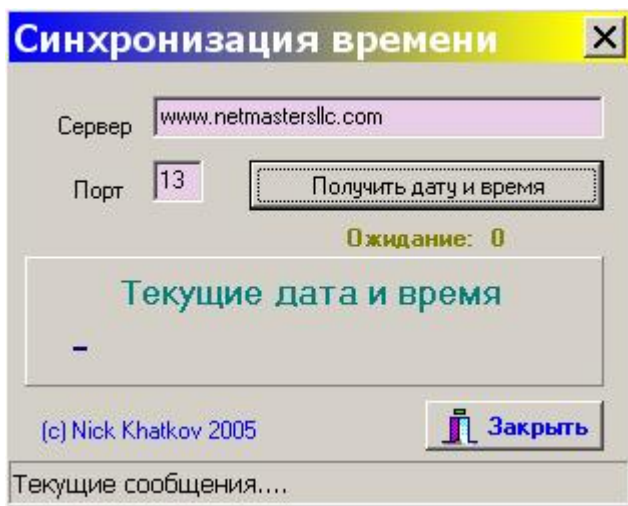 Синхронизация времени
Сервер www.netmastersllc.com
Порт 13 Получить дату и время
Ожидание: 0
Текущие дата и время
-
(c) Nick Khatkov 2005 Закрыть
Текущие сообщения....